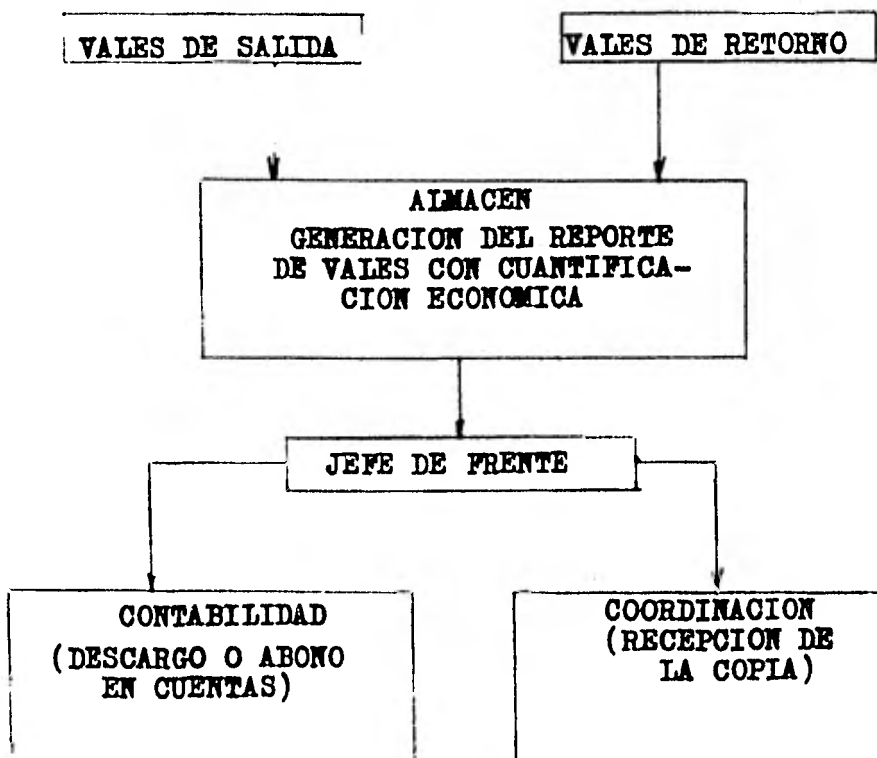 VALES DE SALIDA
VALES DE RETORNO
ALMACEN
GENERACION DEL REPORTE
DE VALES CON CUANTIFICA-
CION ECONOMICA
JEFE DE FRENTE
CONTABILIDAD
(DESCARGO O ABONO
EN CUENTAS)
COORDINACION
(RECEPCION DE
LA COPIA)